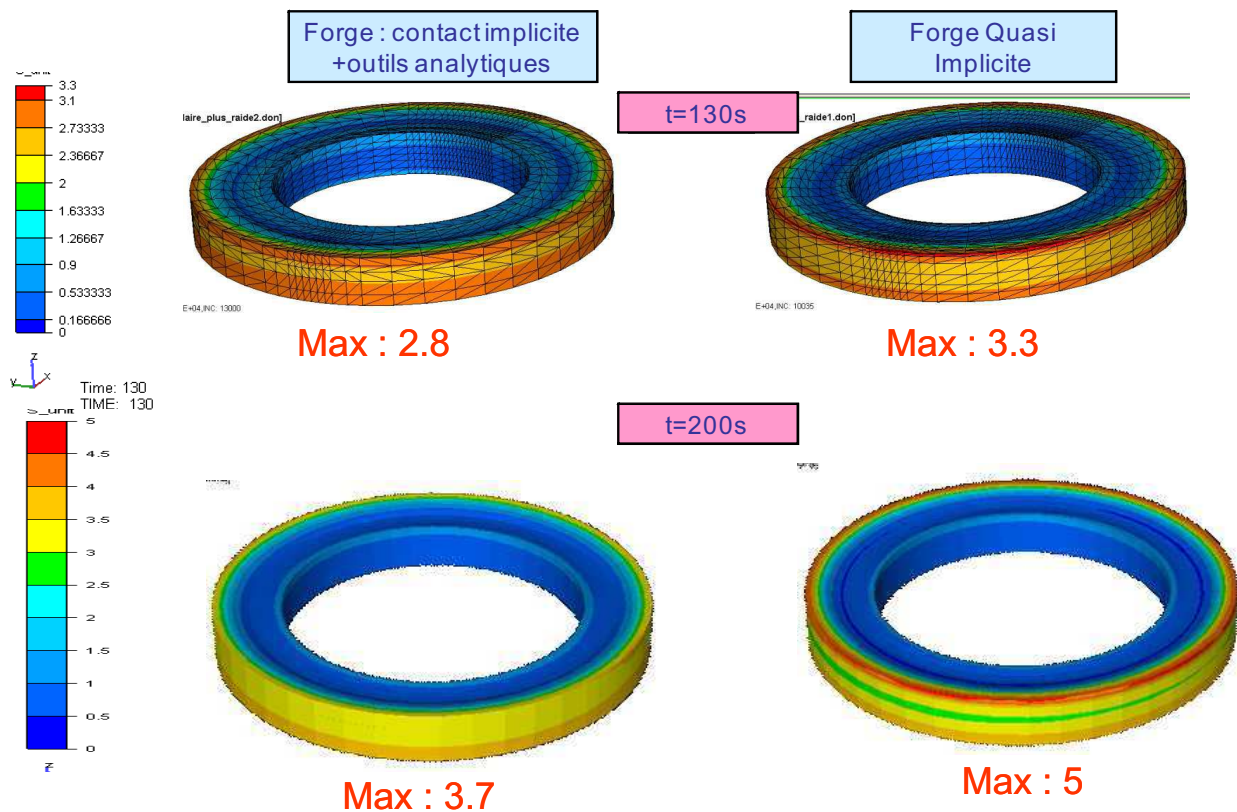 Forge : contact implicite
+outils analytiques
Forge Quasi
Implicite
3.3
3.1
2.73333
2.36667
2
1.63333
1.26667
0.9
0.533333
0.166666
0
laire_plus_raide2.don]
t=130s
_raide1.don]
E+04,INC: 13000
E+04,INC: 10035
Max : 2.8
Max : 3.3
z
y
x
Time: 130
TIME: 130
t=200s
5
4.5
4
3.5
3
2.5
2
1.5
1
0.5
0
z
Max : 3.7
Max : 5